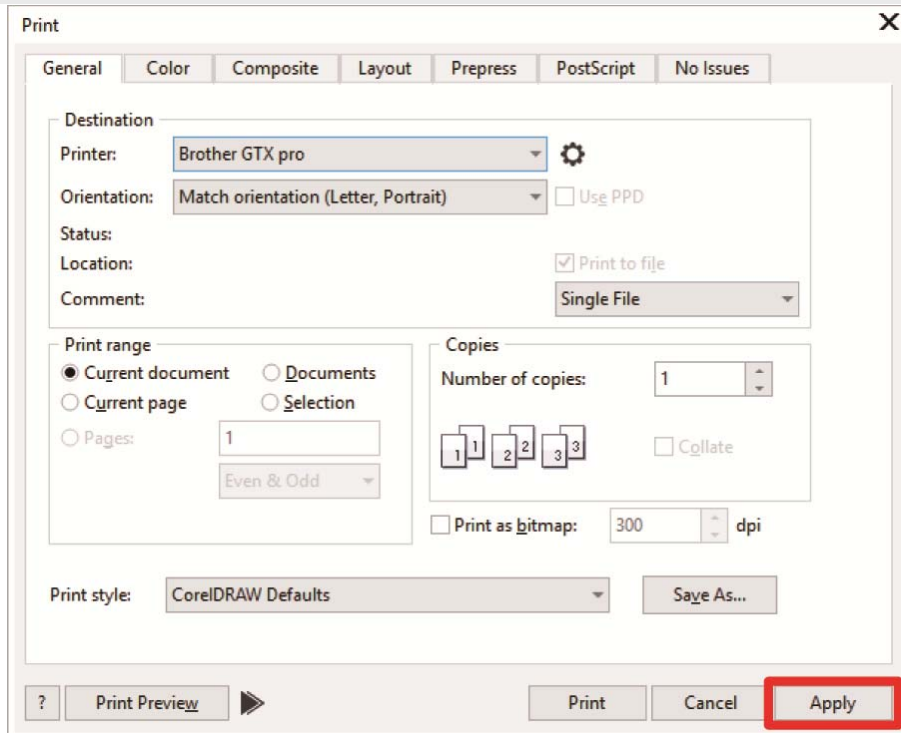 Print
General Color Composite Layout Prepress PostScript No Issues
Destination
Printer: Brother GTX pro
Orientation: Match orientation (Letter, Portrait) Use PPD
Status:
Location: Print to file
Comment: Single File
Print range
Current document Documents
Current page Selection
Pages: 1
Even & Odd
Copies
Number of copies: 1
1 1 2 2 3 3
Collate
Print as bitmap: 300 dpi
Print style: CorelDRAW Defaults Save As...
? Print Preview Print Cancel Apply